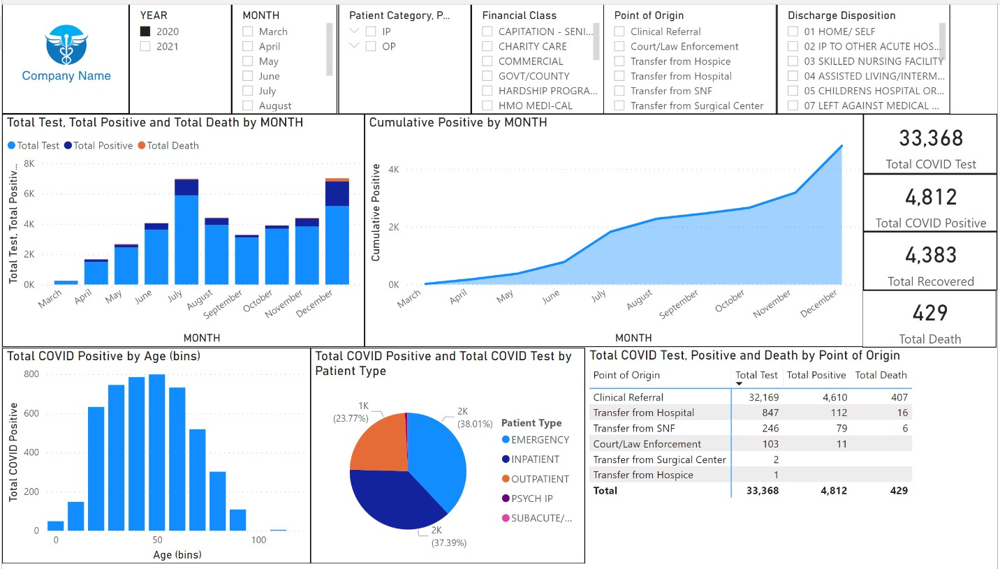 Company Name
YEAR
2020
2021
MONTH
March
April
May
June
July
August
Patient Category, P...
IP
OP
Financial Class
CAPITATION - SENI...
CHARITY CARE
COMMERCIAL
GOVT/COUNTY
HARDSHIP PROGRA...
HMO MEDI-CAL
Point of Origin
Clinical Referral
Court/Law Enforcement
Transfer from Hospice
Transfer from Hospital
Transfer from SNF
Transfer from Surgical Center
Discharge Disposition
01 HOME/ SELF
02 IP TO OTHER ACUTE HOS...
03 SKILLED NURSING FACILITY
04 ASSISTED LIVING/INTERM...
05 CHILDRENS HOSPITAL OR...
07 LEFT AGAINST MEDICAL ...
Total Test, Total Positive and Total Death by MONTH
Total Test Total Positive Total Death
Total Test, Total Positiv...
8K
6K
4K
2K
0K
March April May June July August September October November December
MONTH
Cumulative Positive by MONTH
Cumulative Positive
4K
2K
0K
March April May June July August September October November December
MONTH
33,368
Total COVID Test
4,812
Total COVID Positive
4,383
Total Recovered
429
Total Death
Total COVID Positive by Age (bins)
Total COVID Positive
800
600
400
200
0
0 50 100
Age (bins)
Total COVID Positive and Total COVID Test by
Patient Type
1K
(23.77%)
2K
(38.01%)
2K
(37.39%)
Patient Type
EMERGENCY
INPATIENT
OUTPATIENT
PSYCH IP
SUBACUTE/...
Total COVID Test, Positive and Death by Point of Origin
Point of Origin Total Test Total Positive Total Death
Clinical Referral 32,169 4,610 407
Transfer from Hospital 847 112 16
Transfer from SNF 246 79 6
Court/Law Enforcement 103 11
Transfer from Surgical Center 2
Transfer from Hospice 1
Total 33,368 4,812 429